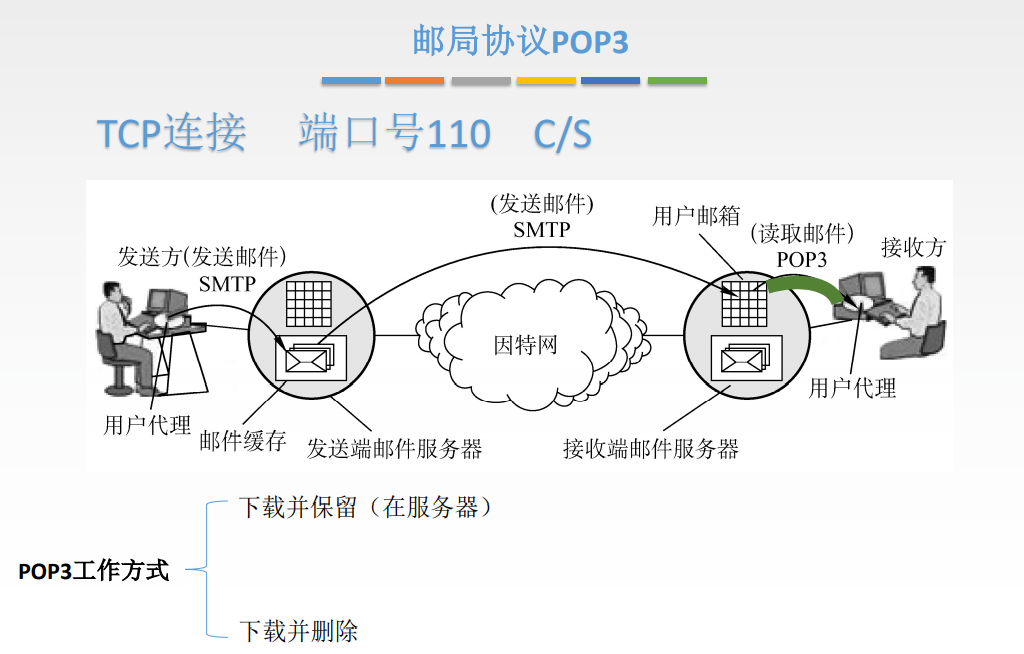 邮局协议POP3
TCP连接 端口号110 C/S
(发送邮件)
SMTP
用户邮箱
(读取邮件)
POP3
接收方
发送方(发送邮件)
SMTP
因特网
用户代理
用户代理
邮件缓存
发送端邮件服务器
接收端邮件服务器
下载并保留（在服务器）
POP3工作方式
下载并删除